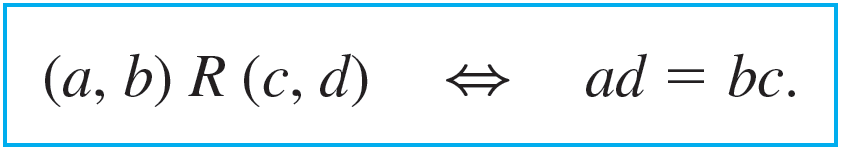 (a, b) R (c, d) ⇔ ad = bc.